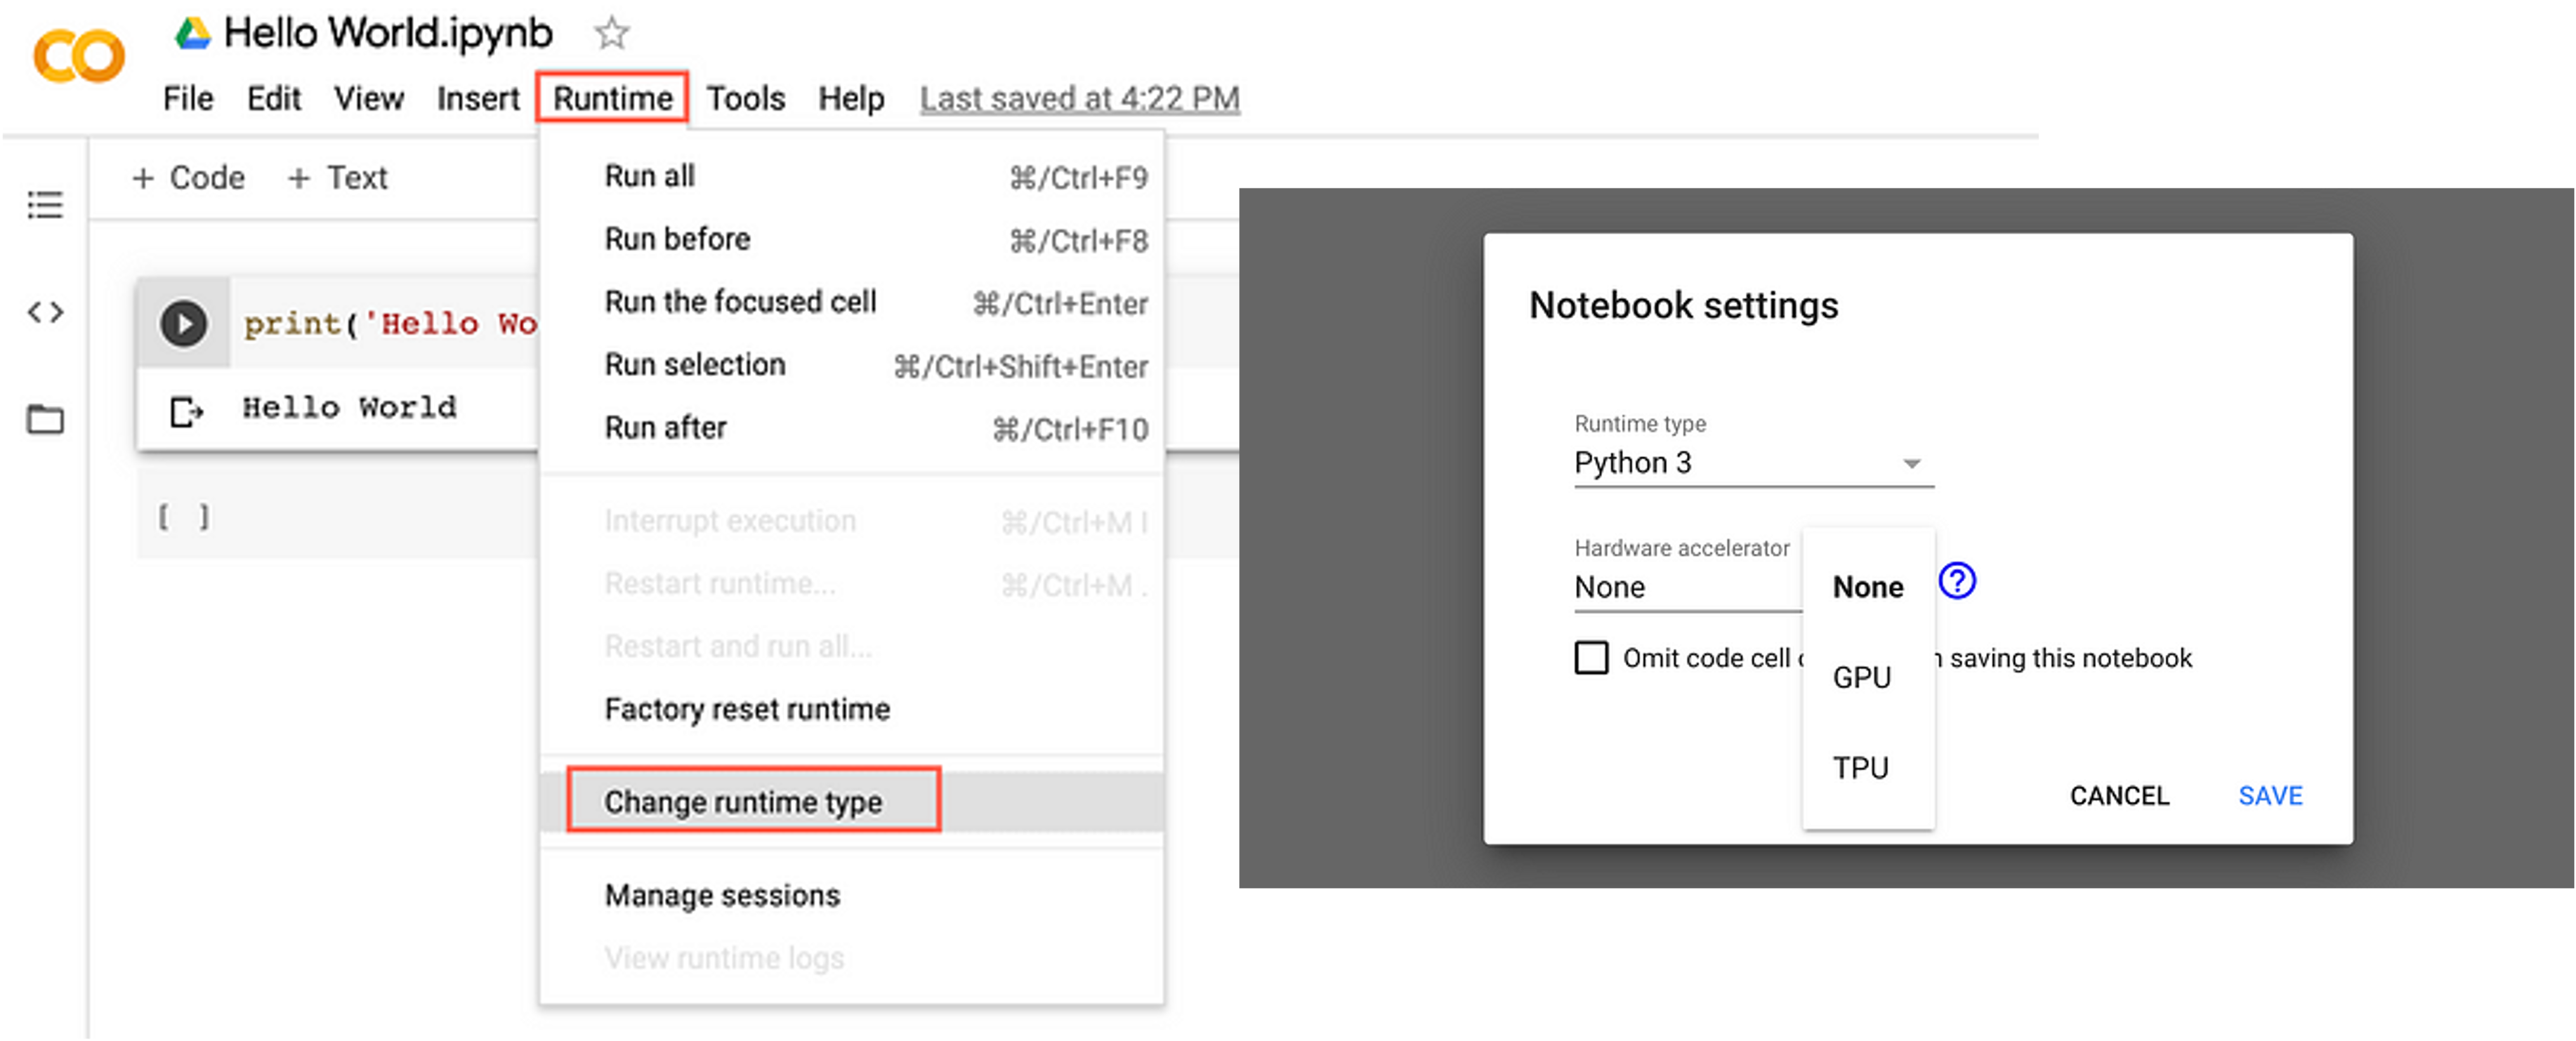 CO Hello World.ipynb
File Edit View Insert Runtime Tools Help Last saved at 4:22 PM
+ Code + Text
print('Hello Wo
Hello World
[ ]
Run all ⌘/Ctrl+F9
Run before ⌘/Ctrl+F8
Run the focused cell ⌘/Ctrl+Enter
Run selection ⌘/Ctrl+Shift+Enter
Run after ⌘/Ctrl+F10
Interrupt execution ⌘/Ctrl+M I
Restart runtime... ⌘/Ctrl+M .
Restart and run all...
Factory reset runtime
Change runtime type
Manage sessions
View runtime logs
Notebook settings
Runtime type
Python 3
Hardware accelerator
None
None
GPU
TPU
Omit code cell saving this notebook
CANCEL SAVE